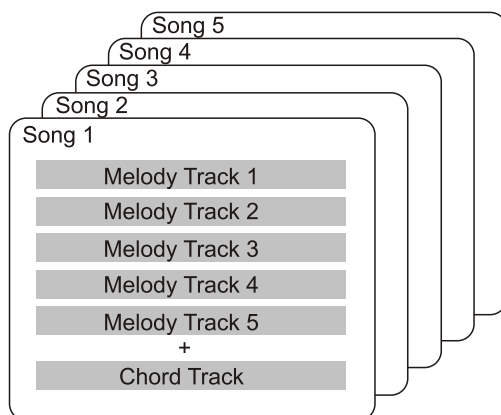 Song 5
Song 4
Song 3
Song 2
Song 1
Melody Track 1
Melody Track 2
Melody Track 3
Melody Track 4
Melody Track 5
+
Chord Track